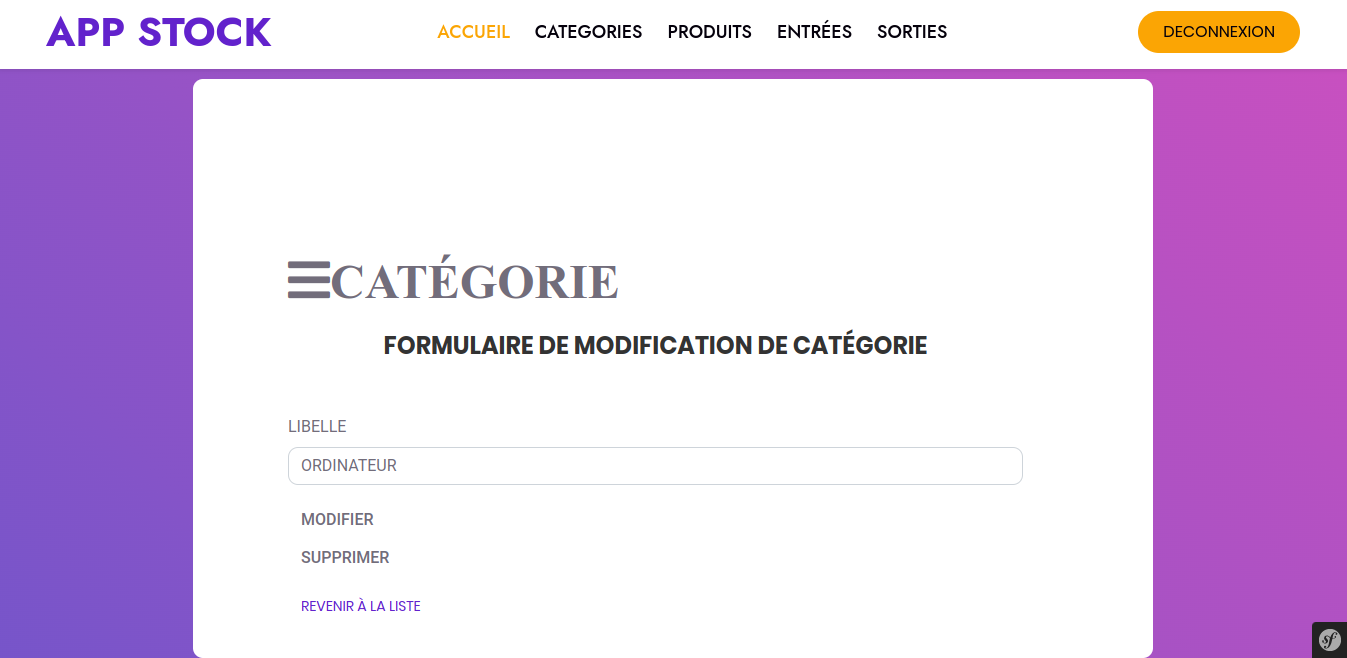 APP STOCK
ACCUEIL CATEGORIES PRODUITS ENTRÉES SORTIES
DECONNEXION
CATÉGORIE
FORMULAIRE DE MODIFICATION DE CATÉGORIE
LIBELLE
ORDINATEUR
MODIFIER
SUPPRIMER
REVENIR À LA LISTE
sf